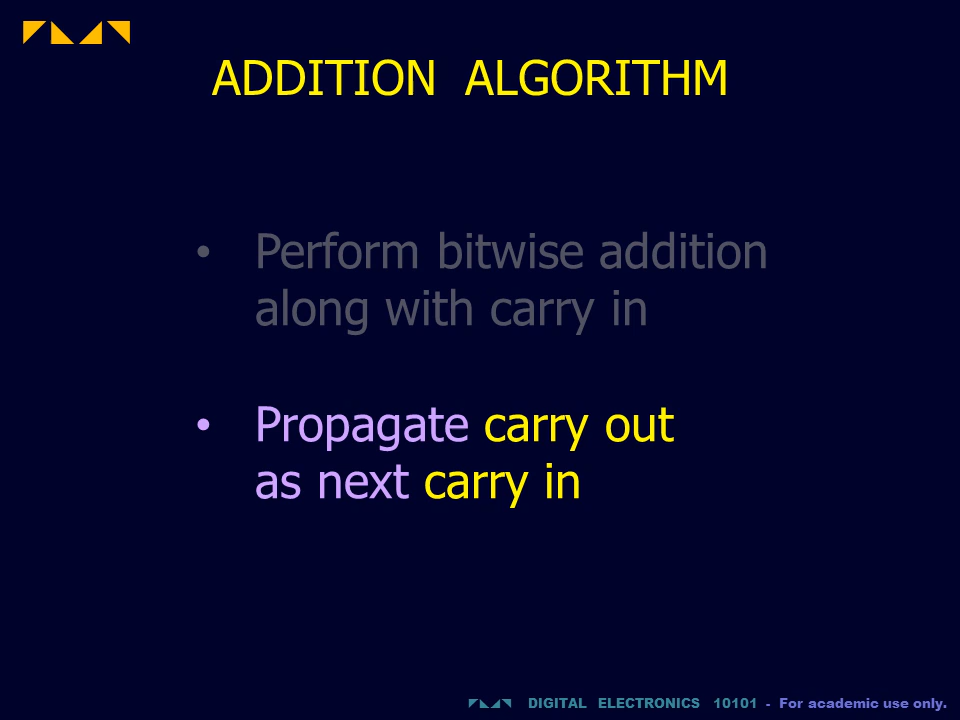 ADDITION ALGORITHM
• Perform bitwise addition
along with carry in
• Propagate carry out
as next carry in
DIGITAL ELECTRONICS 10101 - For academic use only.